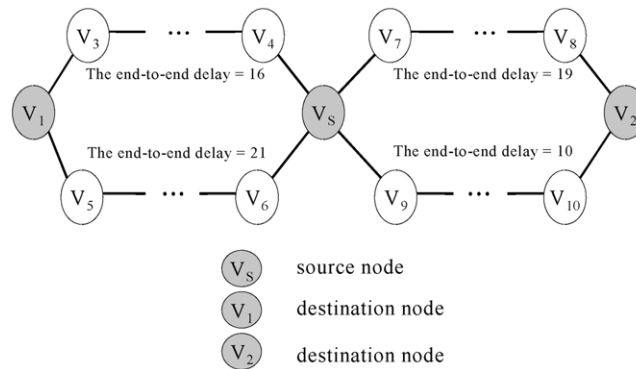 V3 ... V4 V7 ... V8
The end-to-end delay = 16 The end-to-end delay = 19
V1 VS V2
The end-to-end delay = 21 The end-to-end delay = 10
V5 ... V6 V9 ... V10
VS source node
V1 destination node
V2 destination node